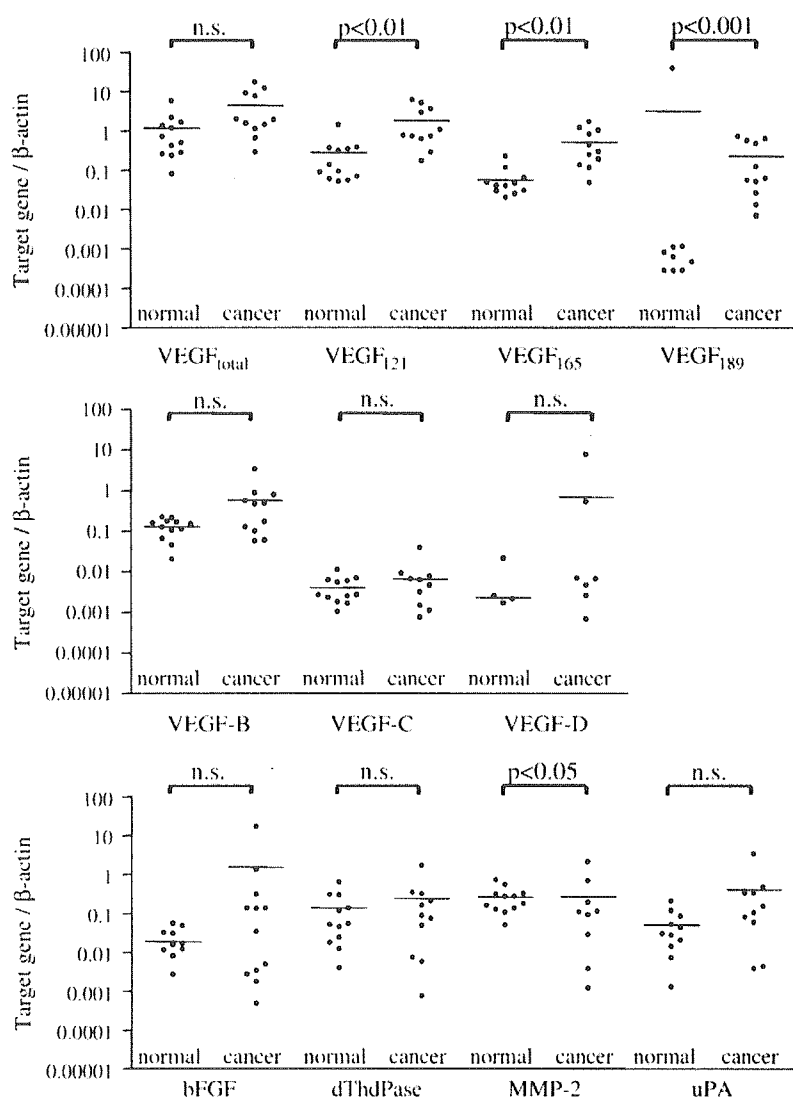 n.s. p<0.01 p<0.01 p<0.001
Target gene / β-actin
100
10
1
0.1
0.01
0.001
0.0001
0.00001
normal cancer normal cancer normal cancer normal cancer
VEGFtotal VEGF121 VEGF165 VEGF189
n.s. n.s. n.s.
Target gene / β-actin
100
10
1
0.1
0.01
0.001
0.0001
0.00001
normal cancer normal cancer normal cancer
VEGF-B VEGF-C VEGF-D
n.s. n.s. p<0.05 n.s.
Target gene / β-actin
100
10
1
0.1
0.01
0.001
0.0001
0.00001
normal cancer normal cancer normal cancer normal cancer
bFGF dThdPase MMP-2 uPA